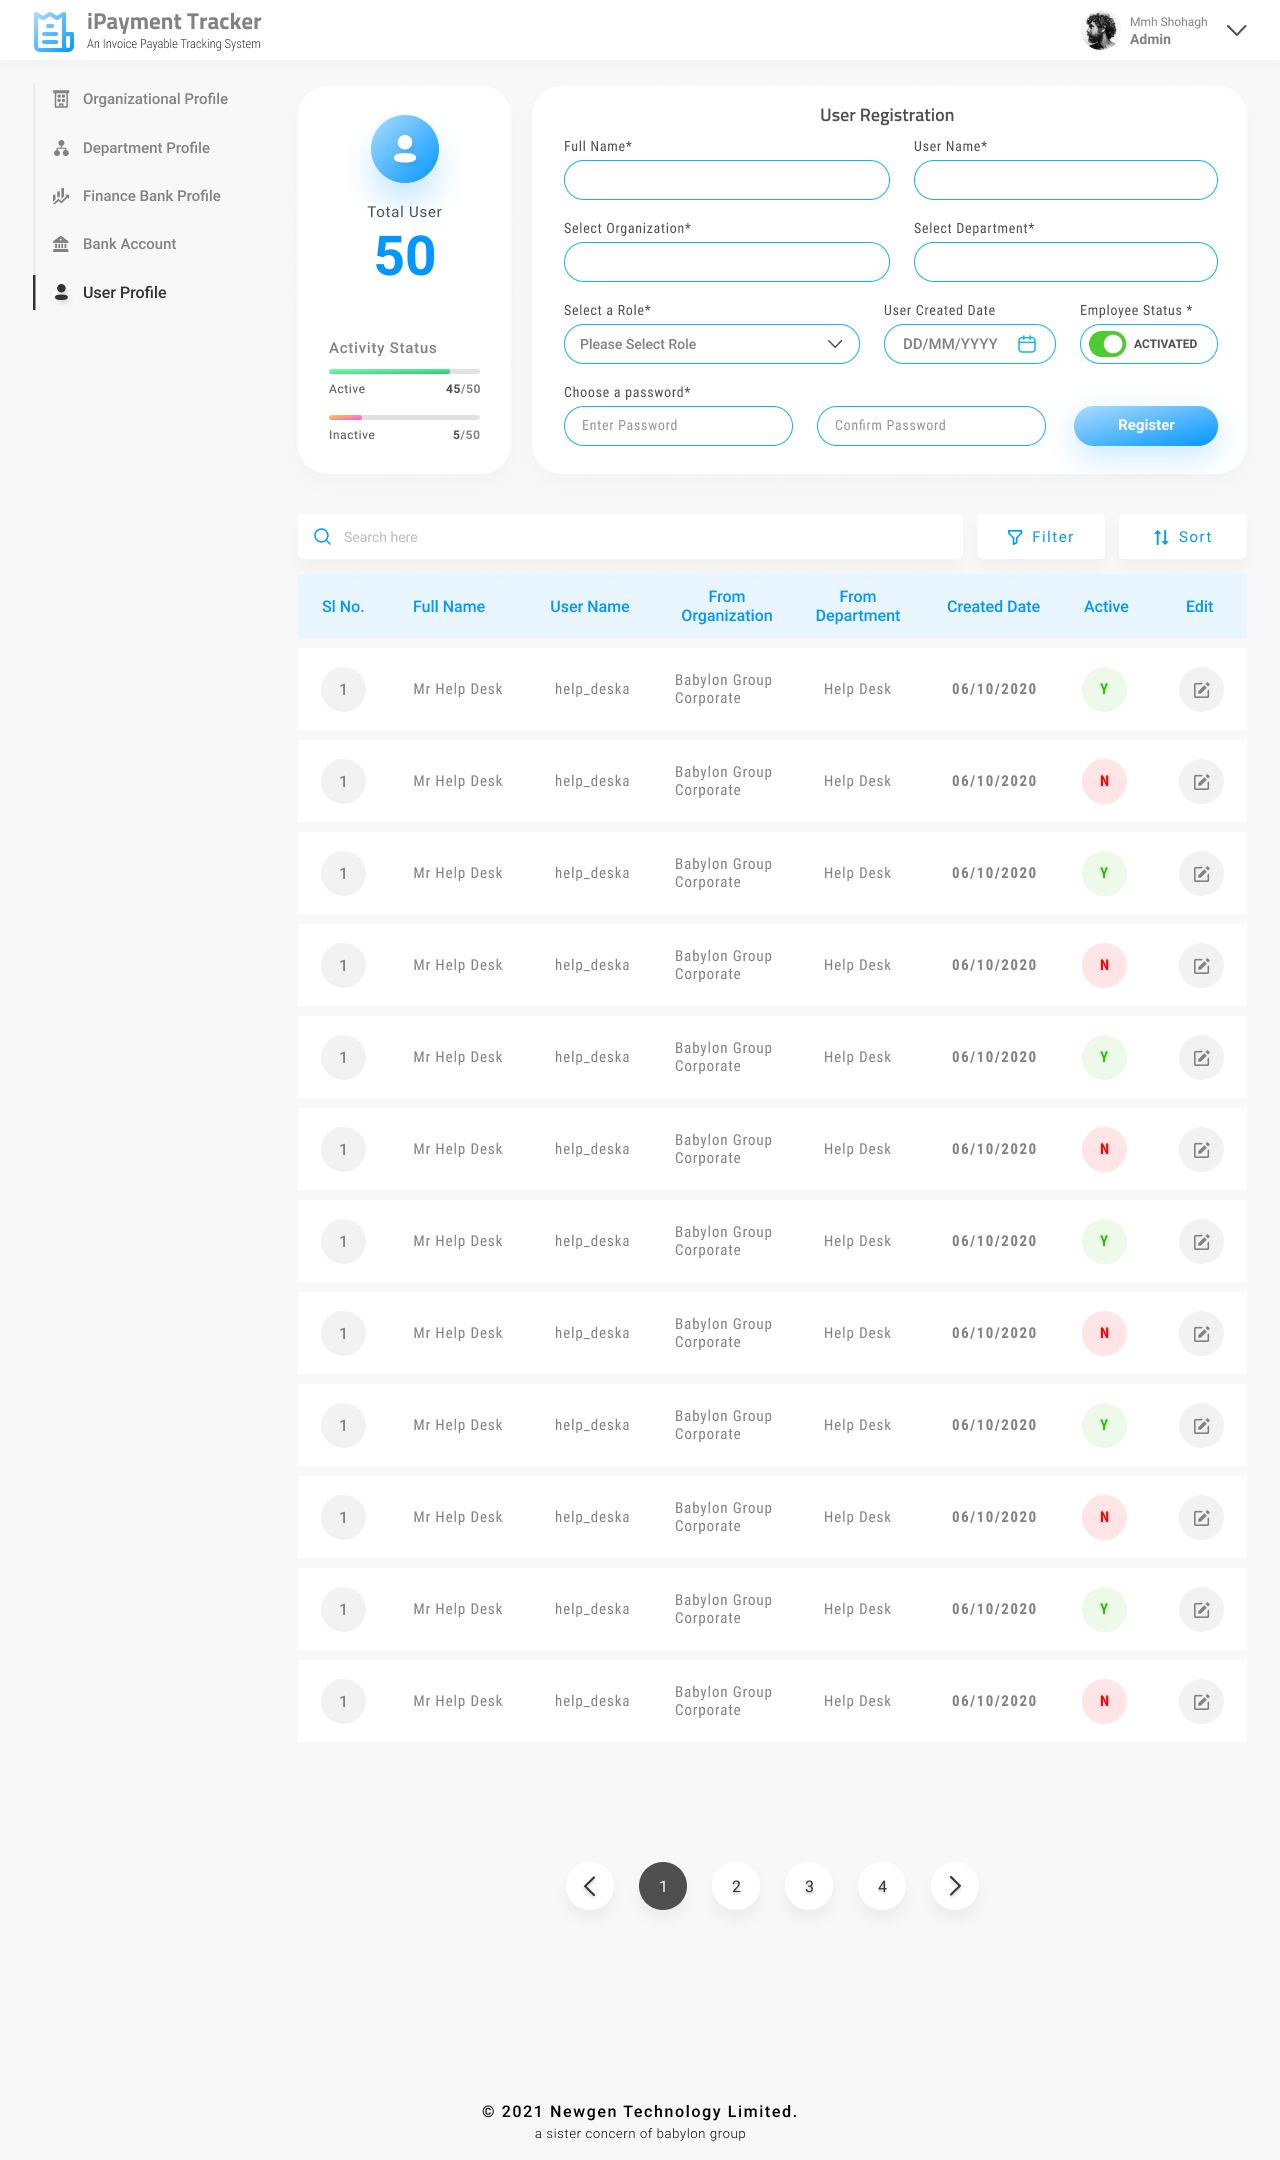 iPayment Tracker
An Invoice Payable Tracking System
Mmh Shohagh
Admin
Organizational Profile
Department Profile
Finance Bank Profile
Bank Account
User Profile
Total User
50
Activity Status
Active 45/50
Inactive 5/50
User Registration
Full Name* User Name*
Select Organization* Select Department*
Select a Role* User Created Date Employee Status *
Please Select Role DD/MM/YYYY ACTIVATED
Choose a password*
Enter Password Confirm Password Register
Search here Filter Sort
Sl No. Full Name User Name From Organization From Department Created Date Active Edit
1 Mr Help Desk help_deska Babylon Group Corporate Help Desk 06/10/2020 Y
1 Mr Help Desk help_deska Babylon Group Corporate Help Desk 06/10/2020 N
1 Mr Help Desk help_deska Babylon Group Corporate Help Desk 06/10/2020 Y
1 Mr Help Desk help_deska Babylon Group Corporate Help Desk 06/10/2020 N
1 Mr Help Desk help_deska Babylon Group Corporate Help Desk 06/10/2020 Y
1 Mr Help Desk help_deska Babylon Group Corporate Help Desk 06/10/2020 N
1 Mr Help Desk help_deska Babylon Group Corporate Help Desk 06/10/2020 Y
1 Mr Help Desk help_deska Babylon Group Corporate Help Desk 06/10/2020 N
1 Mr Help Desk help_deska Babylon Group Corporate Help Desk 06/10/2020 Y
1 Mr Help Desk help_deska Babylon Group Corporate Help Desk 06/10/2020 N
1 Mr Help Desk help_deska Babylon Group Corporate Help Desk 06/10/2020 Y
1 Mr Help Desk help_deska Babylon Group Corporate Help Desk 06/10/2020 N
1 2 3 4
© 2021 Newgen Technology Limited.
a sister concern of babylon group